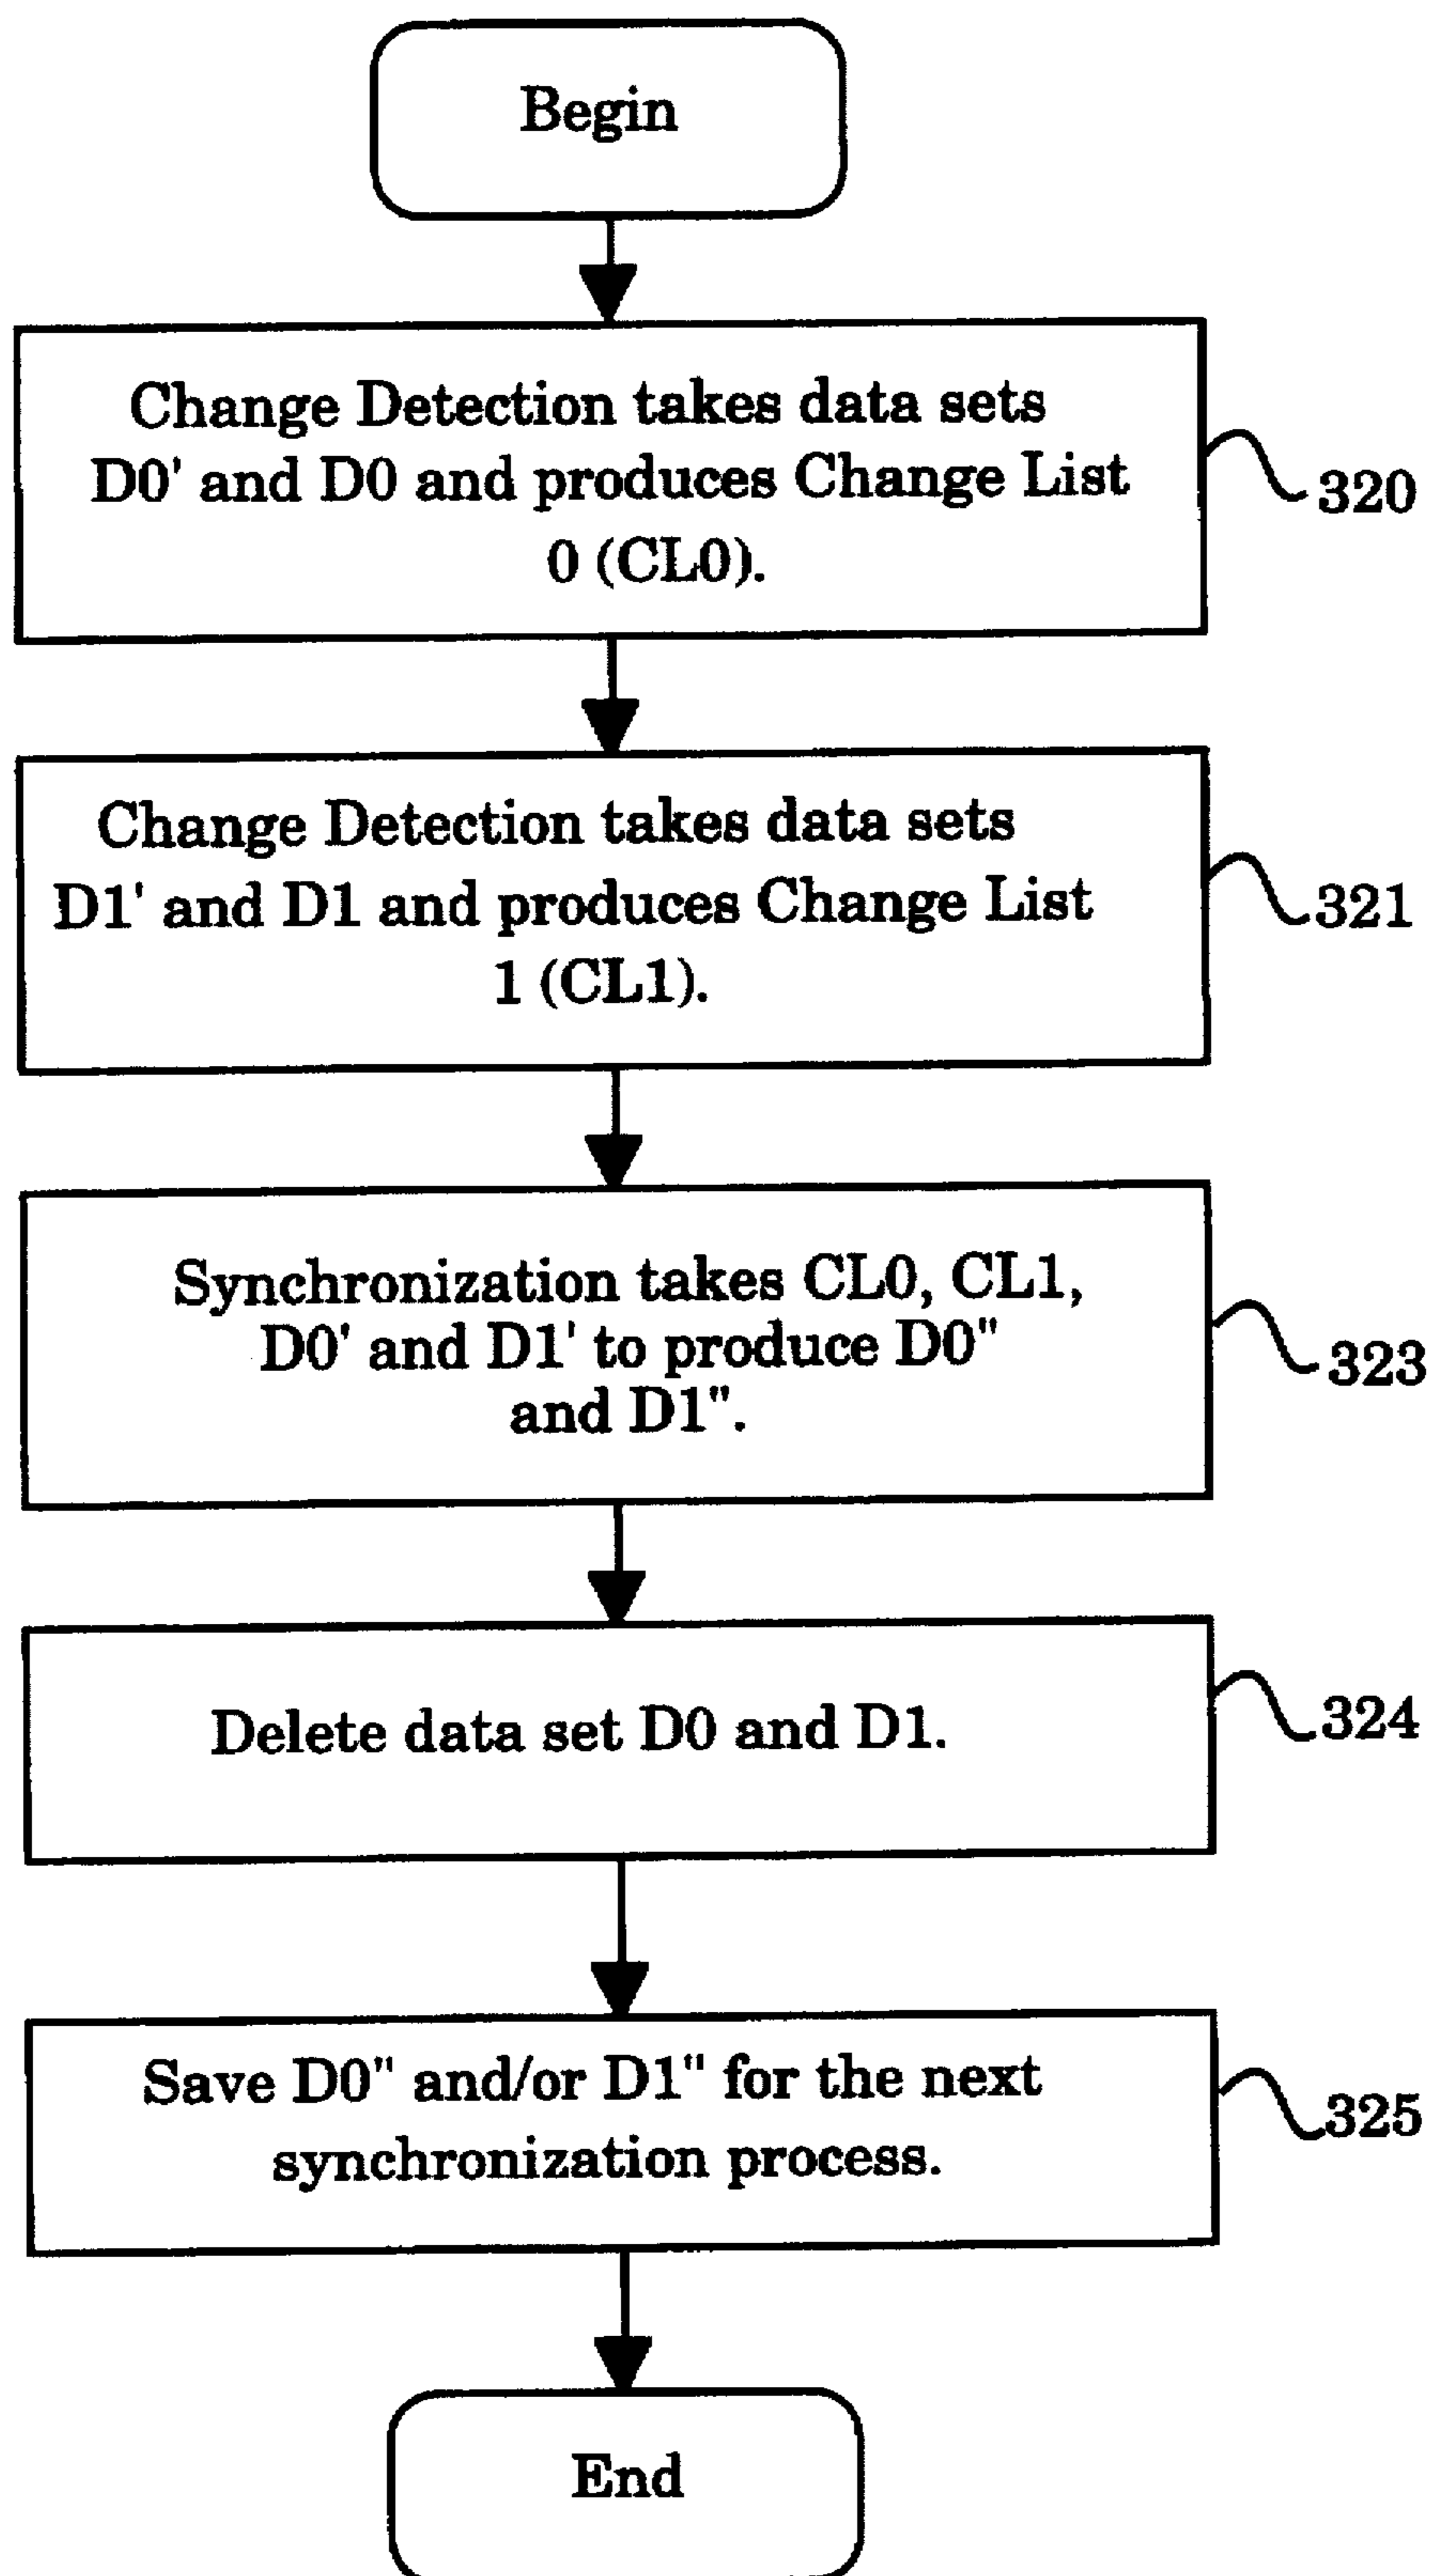 Begin
Change Detection takes data sets
D0' and D0 and produces Change List
0 (CL0).
320
Change Detection takes data sets
D1' and D1 and produces Change List
1 (CL1).
321
Synchronization takes CL0, CL1,
D0' and D1' to produce D0"
and D1".
323
Delete data set D0 and D1.
324
Save D0" and/or D1" for the next
synchronization process.
325
End